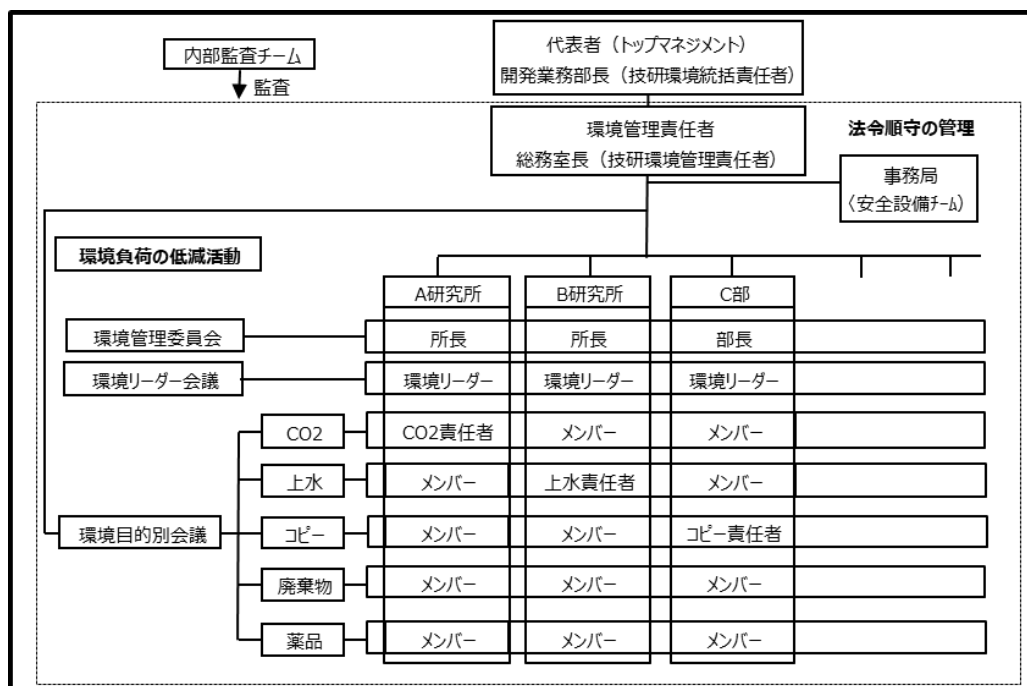 代表者（トップマネジメント）
開発業務部長（技研環境統括責任者）
内部監査チーム
監査
環境管理責任者
総務室長（技研環境管理責任者）
法令順守の管理
事務局
（安全設備ﾁｰﾑ）
環境負荷の低減活動
A研究所 B研究所 C部
環境管理委員会 所長 所長 部長
環境リーダー会議 環境リーダー 環境リーダー 環境リーダー
CO2 CO2責任者 メンバー メンバー
上水 メンバー 上水責任者 メンバー
環境目的別会議 コピー メンバー メンバー コピー責任者
廃棄物 メンバー メンバー メンバー
薬品 メンバー メンバー メンバー